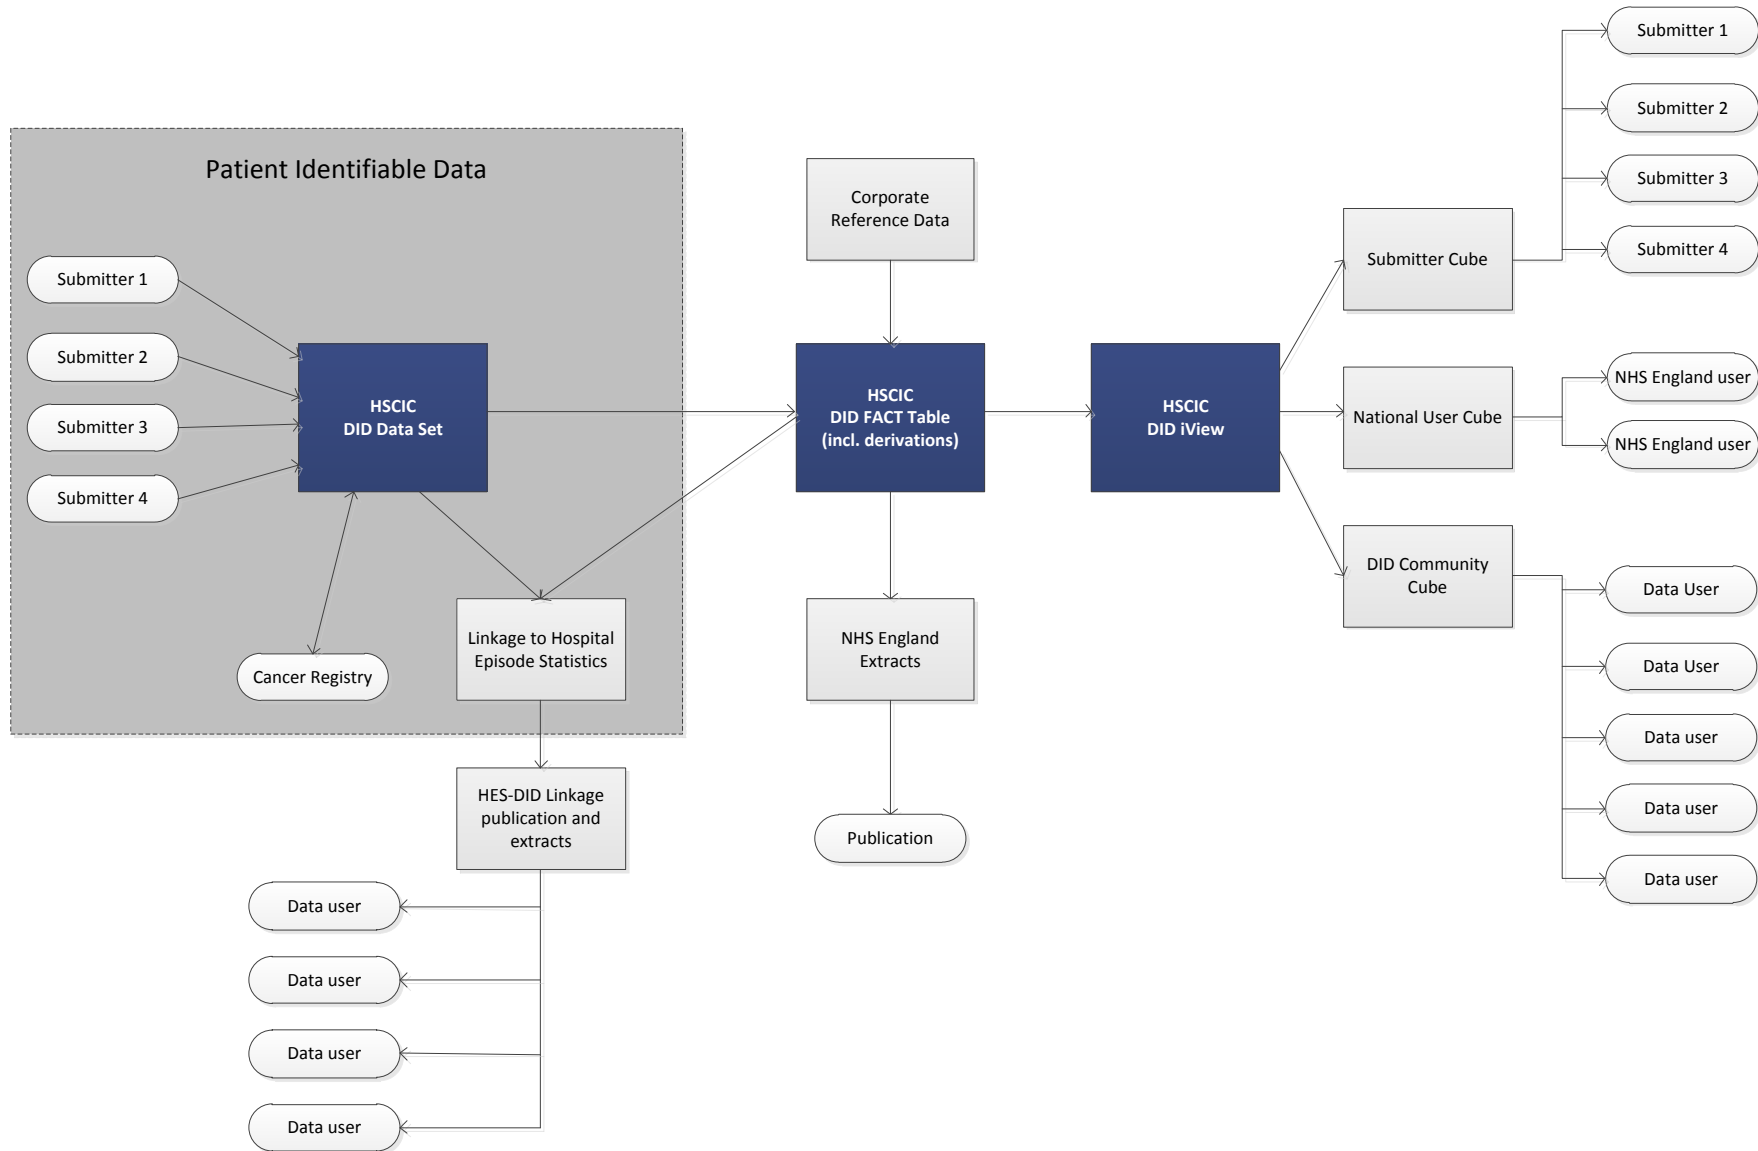 Patient Identifiable Data
Submitter 1
Submitter 2
Submitter 3
Submitter 4
HSCIC
DID Data Set
Cancer Registry
Linkage to Hospital
Episode Statistics
HES-DID Linkage
publication and
extracts
Data user
Data user
Data user
Data user
Corporate
Reference Data
HSCIC
DID FACT Table
(incl. derivations)
NHS England
Extracts
Publication
HSCIC
DID iView
Submitter Cube
National User Cube
DID Community
Cube
Submitter 1
Submitter 2
Submitter 3
Submitter 4
NHS England user
NHS England user
Data User
Data User
Data user
Data user
Data user